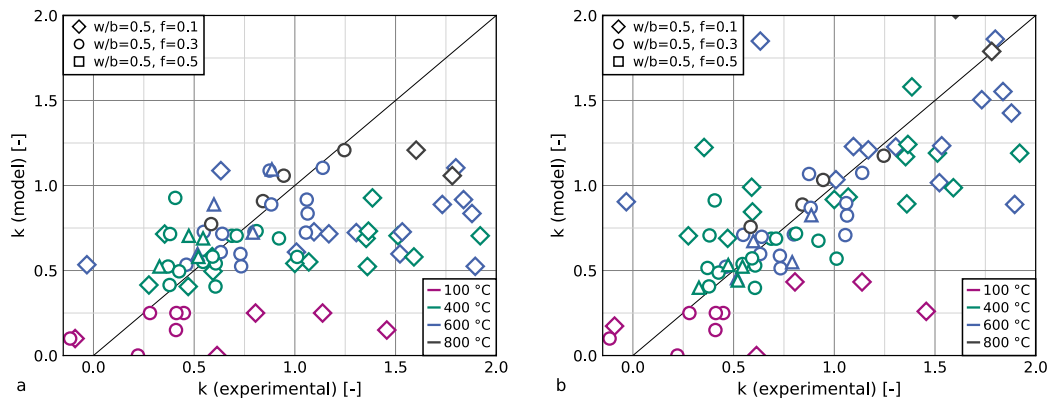 2.0
1.5
1.0
0.5
0.0
k (model) [-]
w/b=0.5, f=0.1
w/b=0.5, f=0.3
w/b=0.5, f=0.5
100 °C
400 °C
600 °C
800 °C
0.0 0.5 1.0 1.5 2.0
a k (experimental) [-]
2.0
1.5
1.0
0.5
0.0
k (model) [-]
w/b=0.5, f=0.1
w/b=0.5, f=0.3
w/b=0.5, f=0.5
100 °C
400 °C
600 °C
800 °C
0.0 0.5 1.0 1.5 2.0
b k (experimental) [-]